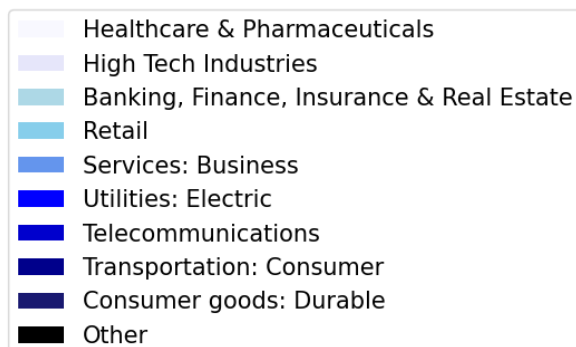 Healthcare & Pharmaceuticals
High Tech Industries
Banking, Finance, Insurance & Real Estate
Retail
Services: Business
Utilities: Electric
Telecommunications
Transportation: Consumer
Consumer goods: Durable
Other